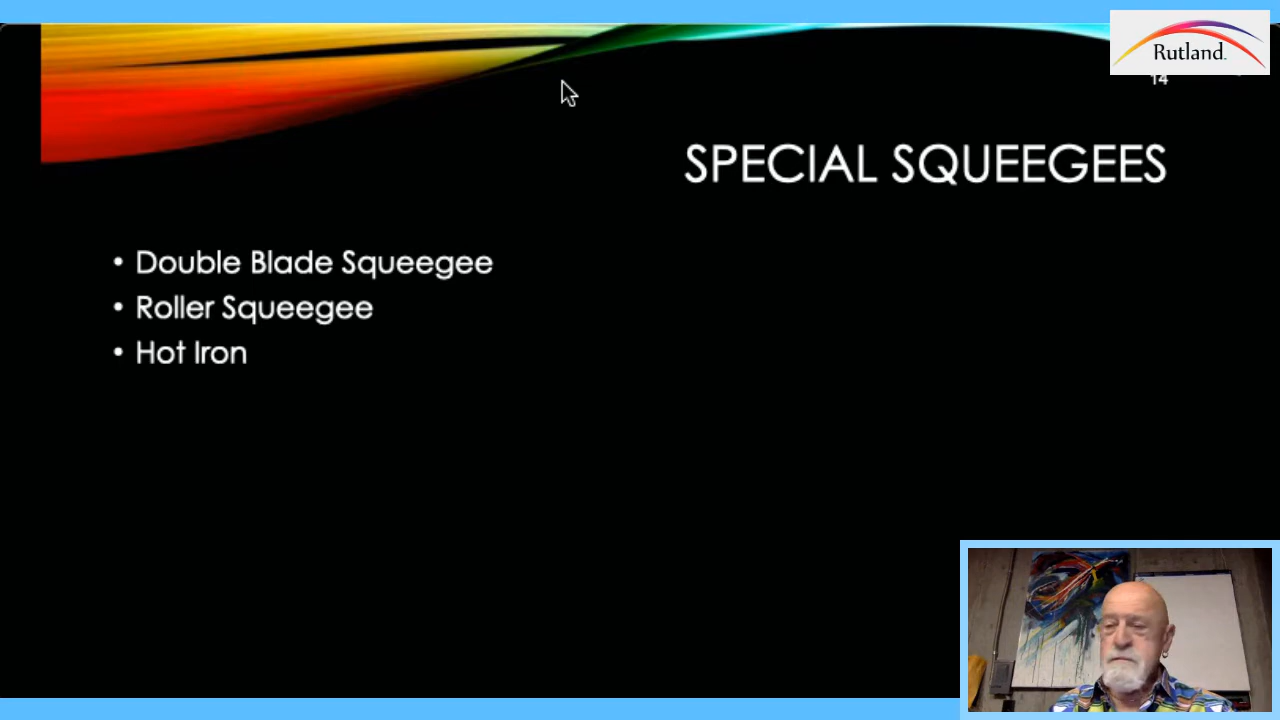 Rutland.
14
SPECIAL SQUEEGEES
• Double Blade Squeegee
• Roller Squeegee
• Hot Iron